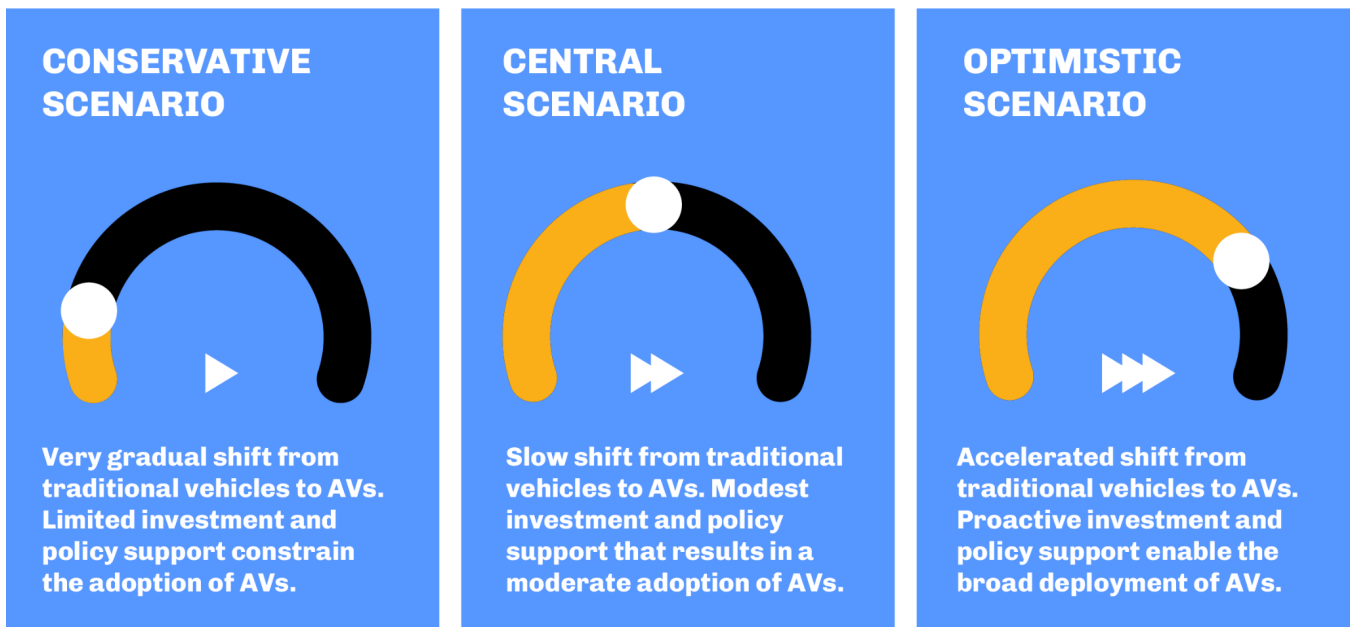 CONSERVATIVE
SCENARIO
Very gradual shift from
traditional vehicles to AVs.
Limited investment and
policy support constrain
the adoption of AVs.
CENTRAL
SCENARIO
Slow shift from traditional
vehicles to AVs. Modest
investment and policy
support that results in a
moderate adoption of AVs.
OPTIMISTIC
SCENARIO
Accelerated shift from
traditional vehicles to AVs.
Proactive investment and
policy support enable the
broad deployment of AVs.